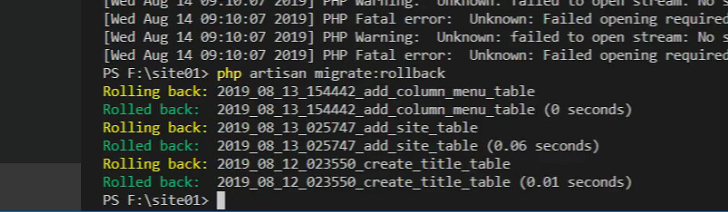 [Wed Aug 14 09:10:07 2019] PHP Warning:  Unknown: failed to open stream: No s
[Wed Aug 14 09:10:07 2019] PHP Fatal error:  Unknown: Failed opening required
[Wed Aug 14 09:10:07 2019] PHP Warning:  Unknown: failed to open stream: No s
[Wed Aug 14 09:10:07 2019] PHP Fatal error:  Unknown: Failed opening required
PS F:\site01> php artisan migrate:rollback
Rolling back: 2019_08_13_154442_add_column_menu_table
Rolled back:  2019_08_13_154442_add_column_menu_table (0 seconds)
Rolling back: 2019_08_13_025747_add_site_table
Rolled back:  2019_08_13_025747_add_site_table (0.06 seconds)
Rolling back: 2019_08_12_023550_create_title_table
Rolled back:  2019_08_12_023550_create_title_table (0.01 seconds)
PS F:\site01>